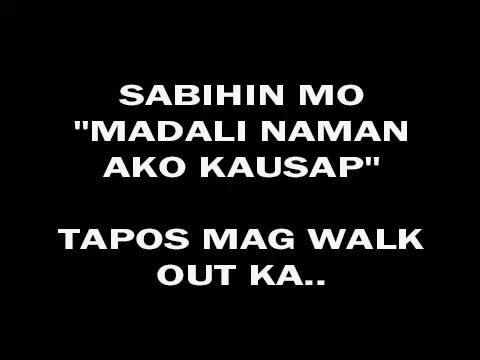 SABIHIN MO
"MADALI NAMAN
AKO KAUSAP"
TAPOS MAG WALK
OUT KA..